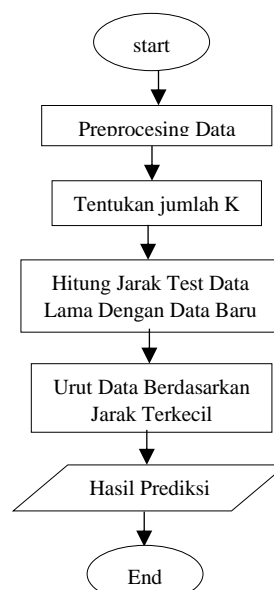 start
Preprocesing Data
Tentukan jumlah K
Hitung Jarak Test Data
Lama Dengan Data Baru
Urut Data Berdasarkan
Jarak Terkecil
Hasil Prediksi
End